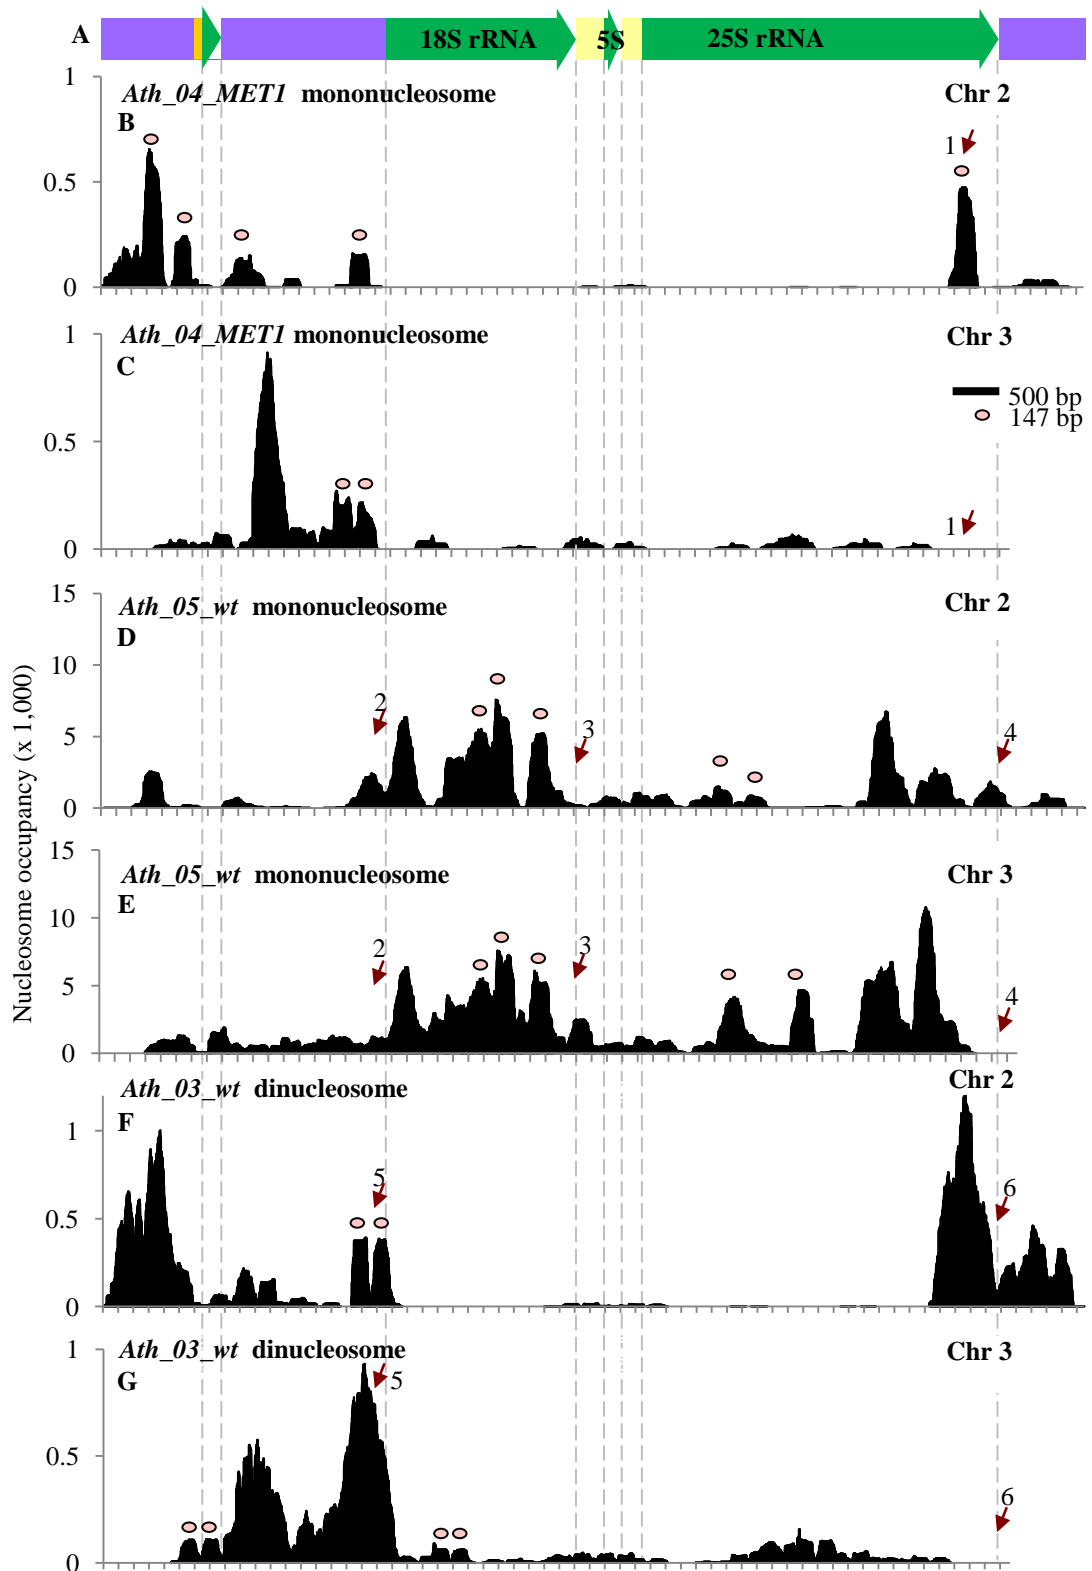 A
18S rRNA
5S
25S rRNA
Nucleosome occupancy (x 1,000)
1
Ath_04_MET1 mononucleosome
Chr 2
B
1
0.5
0
1
Ath_04_MET1 mononucleosome
Chr 3
C
500 bp
147 bp
0.5
1
0
15
Ath_05_wt mononucleosome
Chr 2
D
10
2
3
4
5
0
15
Ath_05_wt mononucleosome
Chr 3
E
10
2
3
4
5
0
Ath_03_wt dinucleosome
Chr 2
F
1
5
6
0.5
0
1
Ath_03_wt dinucleosome
Chr 3
G
5
0.5
6
0